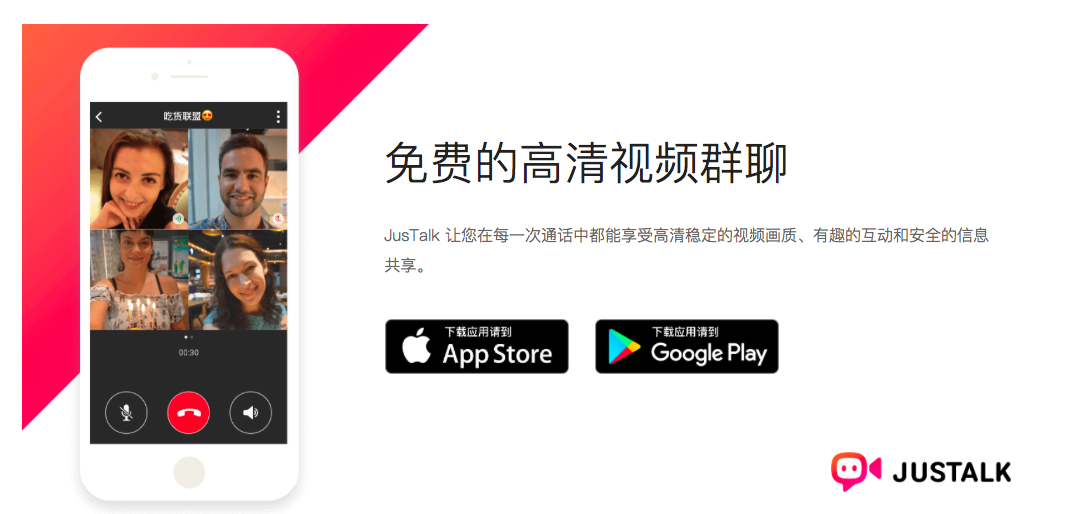 吃货联盟😍
00:30
免费的高清视频群聊
JusTalk 让您在每一次通话中都能享受高清稳定的视频画质、有趣的互动和安全的信息
共享。
下载应用请到
App Store
下载应用请到
Google Play
JUSTALK